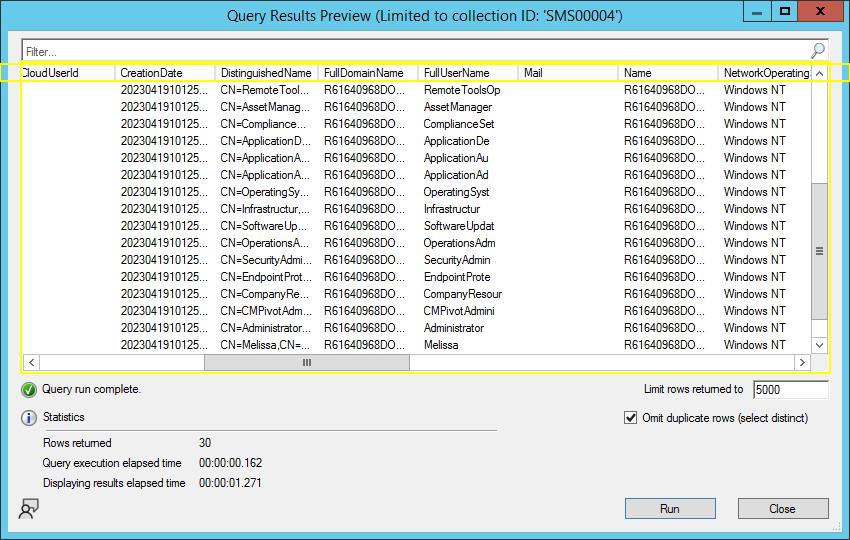 Query Results Preview (Limited to collection ID: 'SMS00004')
Filter...
CloudUserId CreationDate DistinguishedName FullDomainName FullUserName Mail Name NetworkOperating
2023041910125... CN=RemoteTool... R61640968DO... RemoteToolsOp R61640968DO... Windows NT
2023041910125... CN=AssetManag... R61640968DO... AssetManager R61640968DO... Windows NT
2023041910125... CN=Compliance... R61640968DO... ComplianceSet R61640968DO... Windows NT
2023041910125... CN=ApplicationD... R61640968DO... ApplicationDe R61640968DO... Windows NT
2023041910125... CN=ApplicationA... R61640968DO... ApplicationAu R61640968DO... Windows NT
2023041910125... CN=ApplicationA... R61640968DO... ApplicationAd R61640968DO... Windows NT
2023041910125... CN=OperatingSy... R61640968DO... OperatingSyst R61640968DO... Windows NT
2023041910125... CN=Infrastructur,... R61640968DO... Infrastructur R61640968DO... Windows NT
2023041910125... CN=SoftwareUp... R61640968DO... SoftwareUpdat R61640968DO... Windows NT
2023041910125... CN=OperationsA... R61640968DO... OperationsAdm R61640968DO... Windows NT
2023041910125... CN=SecurityAdmi... R61640968DO... SecurityAdmin R61640968DO... Windows NT
2023041910125... CN=EndpointProt... R61640968DO... EndpointProte R61640968DO... Windows NT
2023041910125... CN=CompanyRe... R61640968DO... CompanyResour R61640968DO... Windows NT
2023041910125... CN=CMPivotAdmin... R61640968DO... CMPivotAdmini R61640968DO... Windows NT
2023041910125... CN=Administrator... R61640968DO... Administrator R61640968DO... Windows NT
2023041910125... CN=Melissa,CN=... R61640968DO... Melissa R61640968DO... Windows NT
Query run complete. Limit rows returned to 5000
Statistics Omit duplicate rows (select distinct)
Rows returned 30
Query execution elapsed time 00:00:00.162
Displaying results elapsed time 00:00:01.271
Run Close